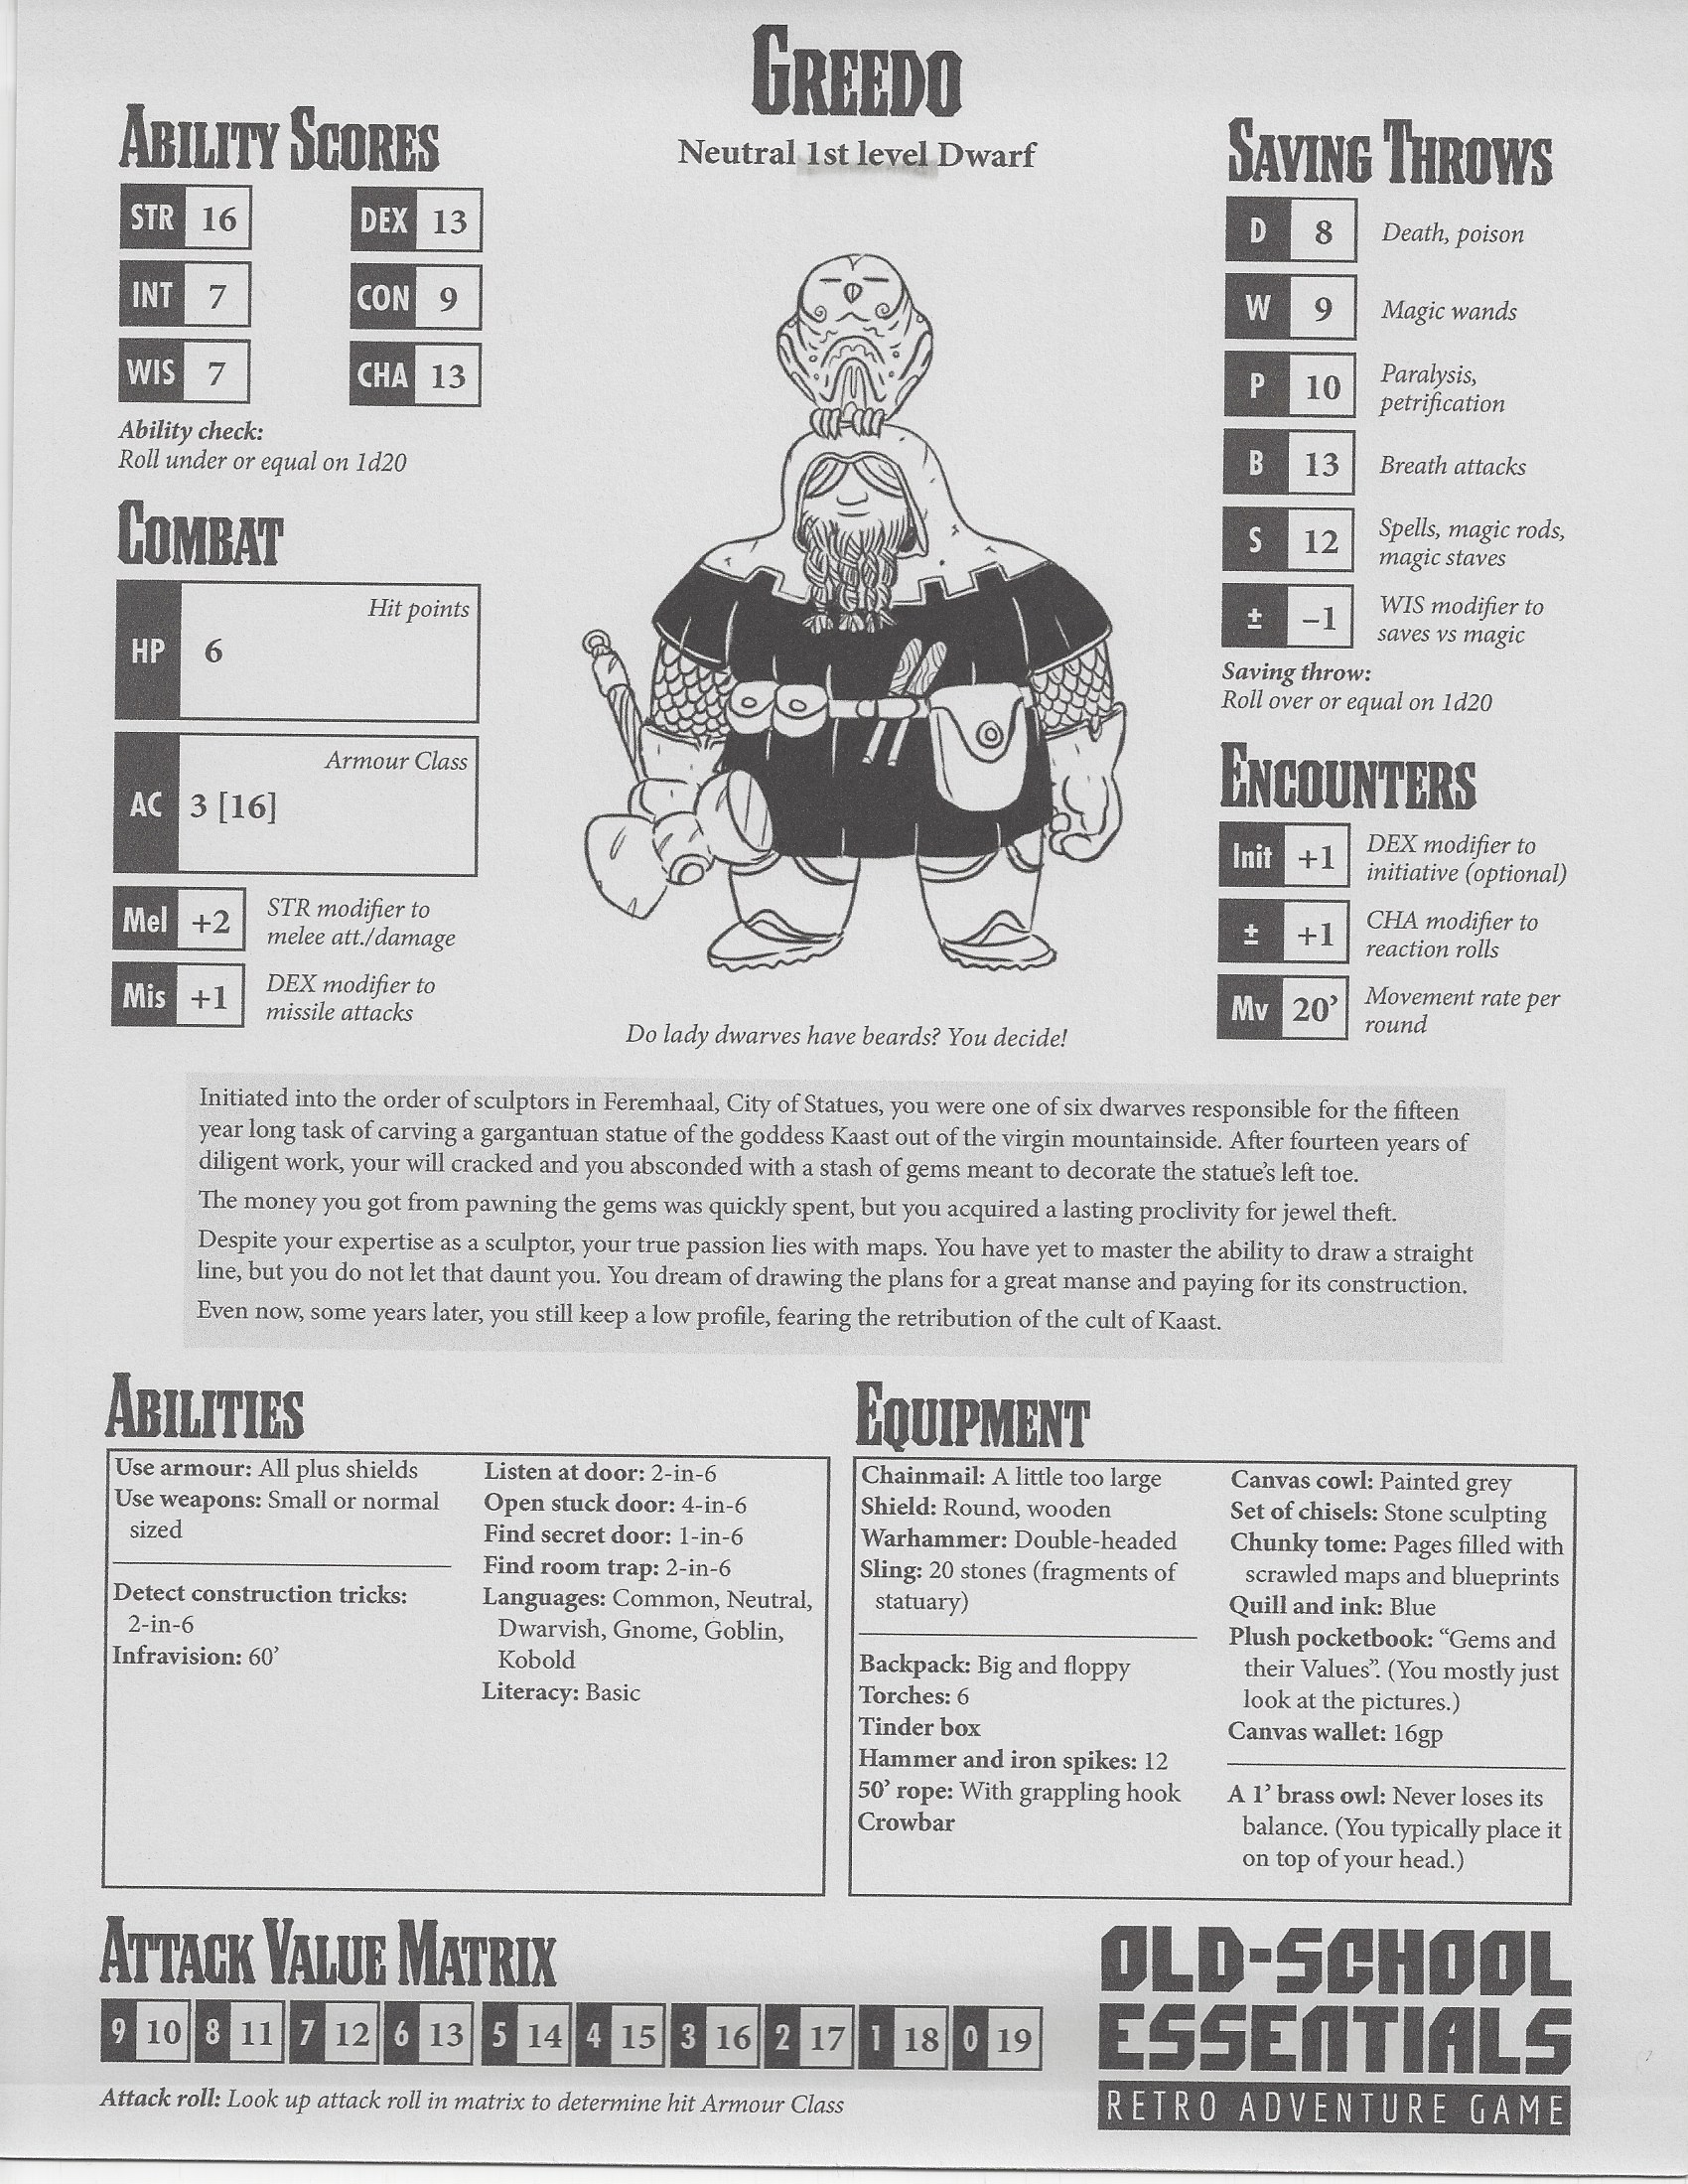 GREEDO
Neutral 1st level Dwarf
ABILITY SCORES
STR 16
DEX 13
INT 7
CON 9
WIS 7
CHA 13
Ability check:
Roll under or equal on 1d20
COMBAT
HP 6 Hit points
AC 3 [16] Armour Class
Mel +2 STR modifier to
melee att./damage
Mis +1 DEX modifier to
missile attacks
SAVING THROWS
D 8 Death, poison
W 9 Magic wands
P 10 Paralysis,
petrification
B 13 Breath attacks
S 12 Spells, magic rods,
magic staves
± –1 WIS modifier to
saves vs magic
Saving throw:
Roll over or equal on 1d20
ENCOUNTERS
Init +1 DEX modifier to
initiative (optional)
± +1 CHA modifier to
reaction rolls
Mv 20’ Movement rate per
round
Do lady dwarves have beards? You decide!
Initiated into the order of sculptors in Feremhaal, City of Statues, you were one of six dwarves responsible for the fifteen
year long task of carving a gargantuan statue of the goddess Kaast out of the virgin mountainside. After fourteen years of
diligent work, your will cracked and you absconded with a stash of gems meant to decorate the statue’s left toe.
The money you got from pawning the gems was quickly spent, but you acquired a lasting proclivity for jewel theft.
Despite your expertise as a sculptor, your true passion lies with maps. You have yet to master the ability to draw a straight
line, but you do not let that daunt you. You dream of drawing the plans for a great manse and paying for its construction.
Even now, some years later, you still keep a low profile, fearing the retribution of the cult of Kaast.
ABILITIES
Use armour: All plus shields
Use weapons: Small or normal
sized
Detect construction tricks:
2-in-6
Infravision: 60’
Listen at door: 2-in-6
Open stuck door: 4-in-6
Find secret door: 1-in-6
Find room trap: 2-in-6
Languages: Common, Neutral,
Dwarvish, Gnome, Goblin,
Kobold
Literacy: Basic
EQUIPMENT
Chainmail: A little too large
Shield: Round, wooden
Warhammer: Double-headed
Sling: 20 stones (fragments of
statuary)
Backpack: Big and floppy
Torches: 6
Tinder box
Hammer and iron spikes: 12
50’ rope: With grappling hook
Crowbar
Canvas cowl: Painted grey
Set of chisels: Stone sculpting
Chunky tome: Pages filled with
scrawled maps and blueprints
Quill and ink: Blue
Plush pocketbook: “Gems and
their Values”. (You mostly just
look at the pictures.)
Canvas wallet: 16gp
A 1’ brass owl: Never loses its
balance. (You typically place it
on top of your head.)
ATTACK VALUE MATRIX
9 10 8 11 7 12 6 13 5 14 4 15 3 16 2 17 1 18 0 19
Attack roll: Look up attack roll in matrix to determine hit Armour Class
OLD-SCHOOL
ESSENTIALS
RETRO ADVENTURE GAME